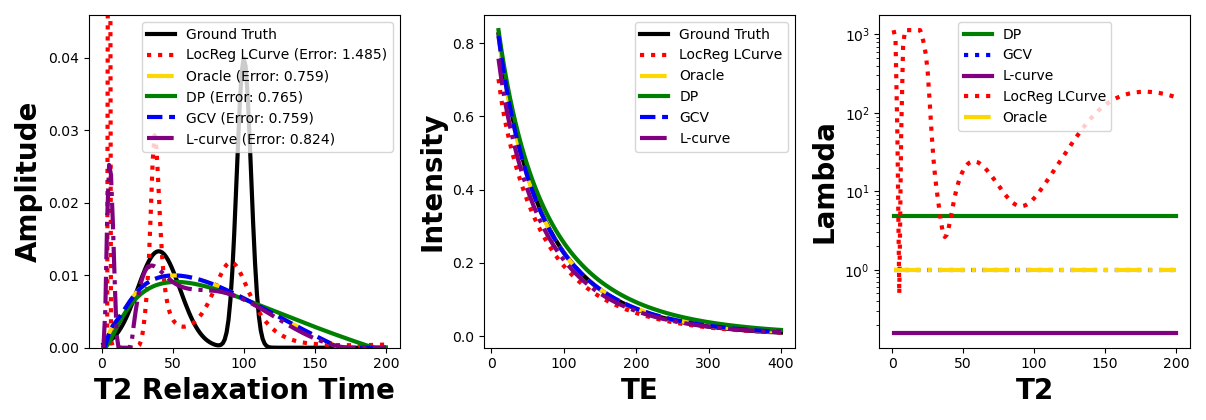 Amplitude
0.04
0.03
0.02
0.01
0.00
Ground Truth
LocReg LCurve (Error: 1.485)
Oracle (Error: 0.759)
DP (Error: 0.765)
GCV (Error: 0.759)
L-curve (Error: 0.824)
0 50 100 150 200
T2 Relaxation Time
Intensity
0.8
0.6
0.4
0.2
0.0
Ground Truth
LocReg LCurve
Oracle
DP
GCV
L-curve
0 100 200 300 400
TE
Lambda
10³
10²
10¹
10⁰
DP
GCV
L-curve
LocReg LCurve
Oracle
0 50 100 150 200
T2